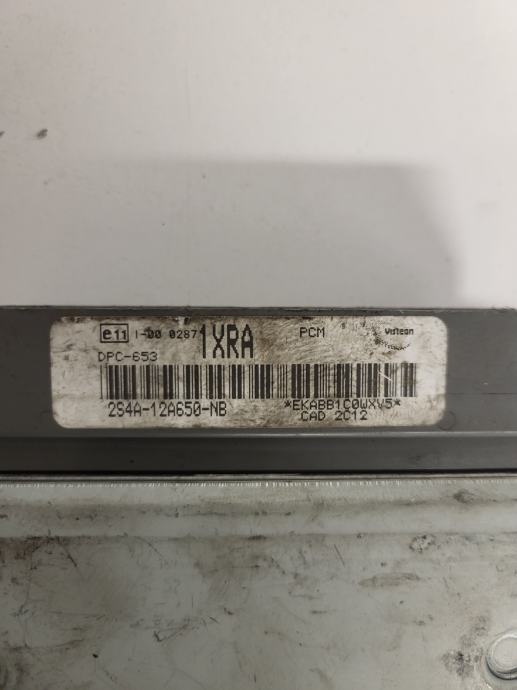 e11 I-00 0287 1XRA PCM Visteon
DPC-653
2S4A-12A650-NB *EKABB1C0WXV5*
CAD 2C12